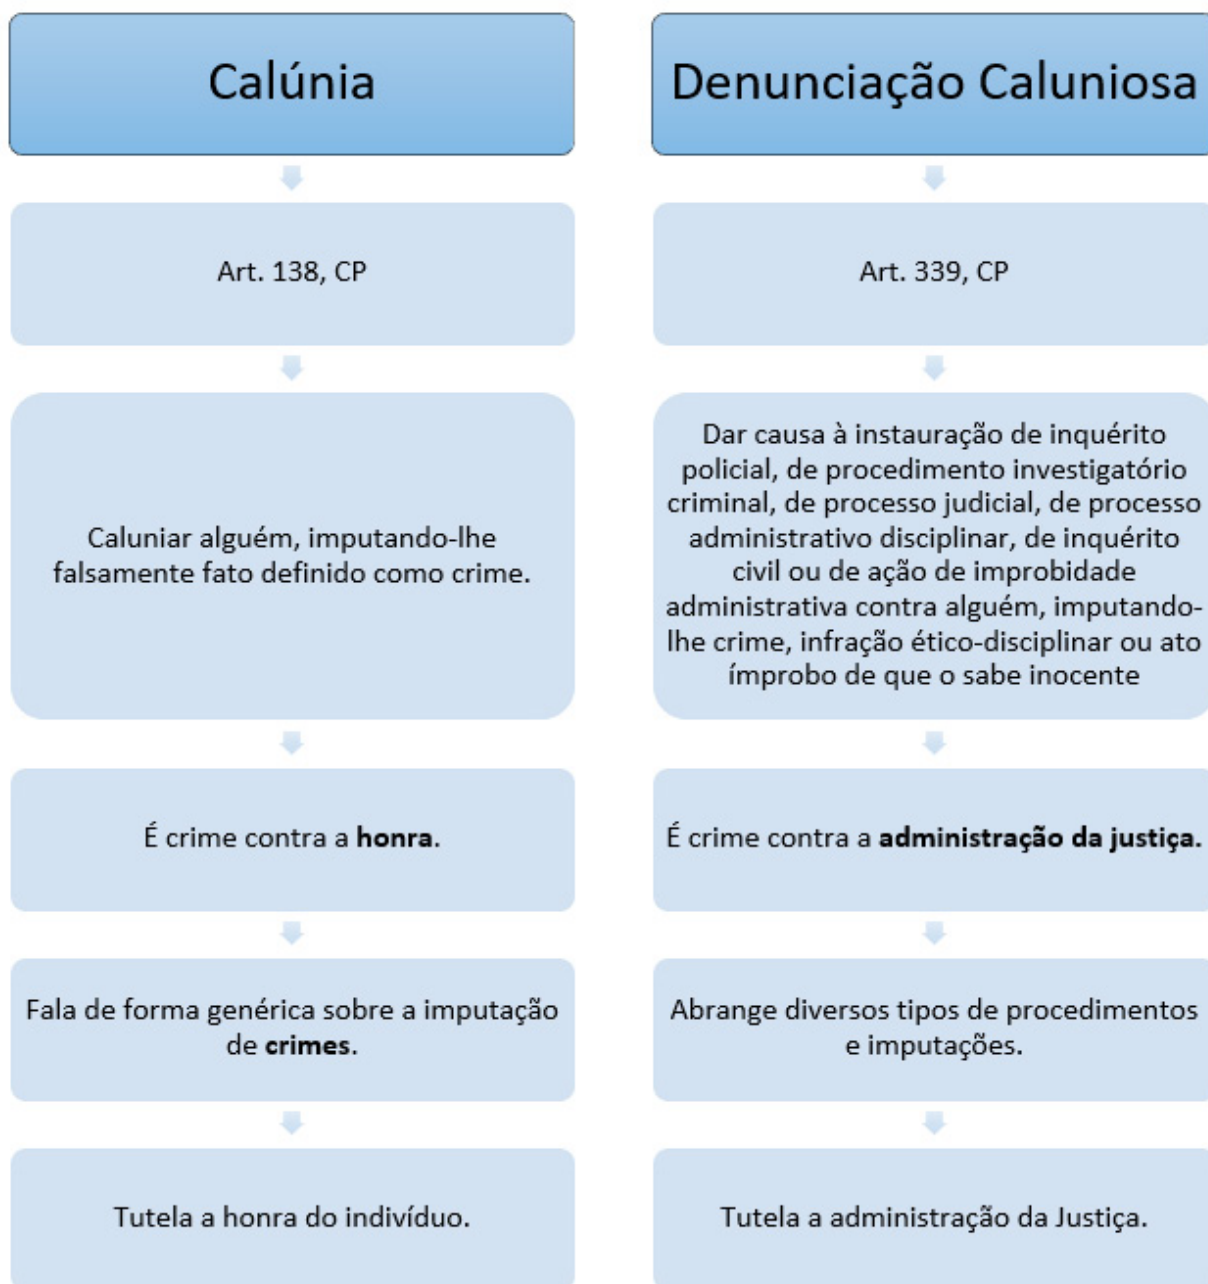 Calúnia
Art. 138, CP
Caluniar alguém, imputando-lhe
falsamente fato definido como crime.
É crime contra a honra.
Fala de forma genérica sobre a imputação
de crimes.
Tutela a honra do indivíduo.
Denunciação Caluniosa
Art. 339, CP
Dar causa à instauração de inquérito
policial, de procedimento investigatório
criminal, de processo judicial, de processo
administrativo disciplinar, de inquérito
civil ou de ação de improbidade
administrativa contra alguém, imputando-
lhe crime, infração ético-disciplinar ou ato
ímprobo de que o sabe inocente
É crime contra a administração da justiça.
Abrange diversos tipos de procedimentos
e imputações.
Tutela a administração da Justiça.